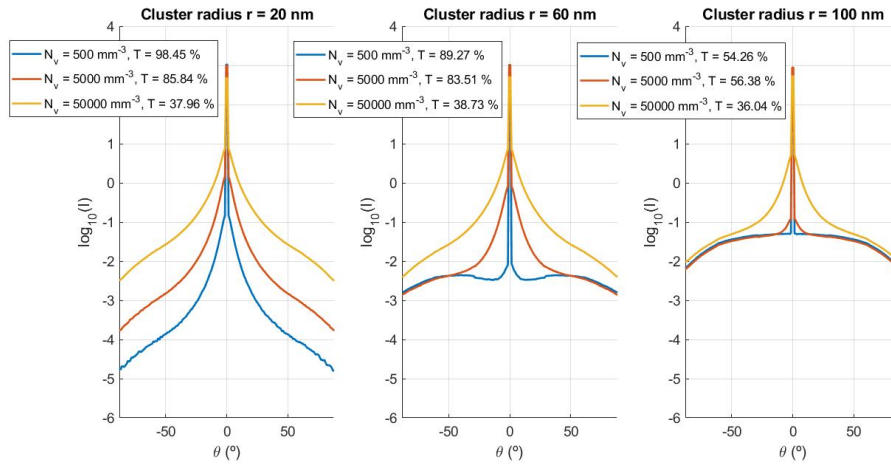 Cluster radius r = 20 nm
N_v = 500 mm^-3, T = 98.45 %
N_v = 5000 mm^-3, T = 85.84 %
N_v = 50000 mm^-3, T = 37.96 %
log_10(I)
4
1
0
-1
-2
-3
-4
-5
-6
-50
0
50
θ (º)
Cluster radius r = 60 nm
N_v = 500 mm^-3, T = 89.27 %
N_v = 5000 mm^-3, T = 83.51 %
N_v = 50000 mm^-3, T = 38.73 %
log_10(I)
4
1
0
-1
-2
-3
-4
-5
-6
-50
0
50
θ (º)
Cluster radius r = 100 nm
N_v = 500 mm^-3, T = 54.26 %
N_v = 5000 mm^-3, T = 56.38 %
N_v = 50000 mm^-3, T = 36.04 %
log_10(I)
4
1
0
-1
-2
-3
-4
-5
-6
-50
0
50
θ (º)